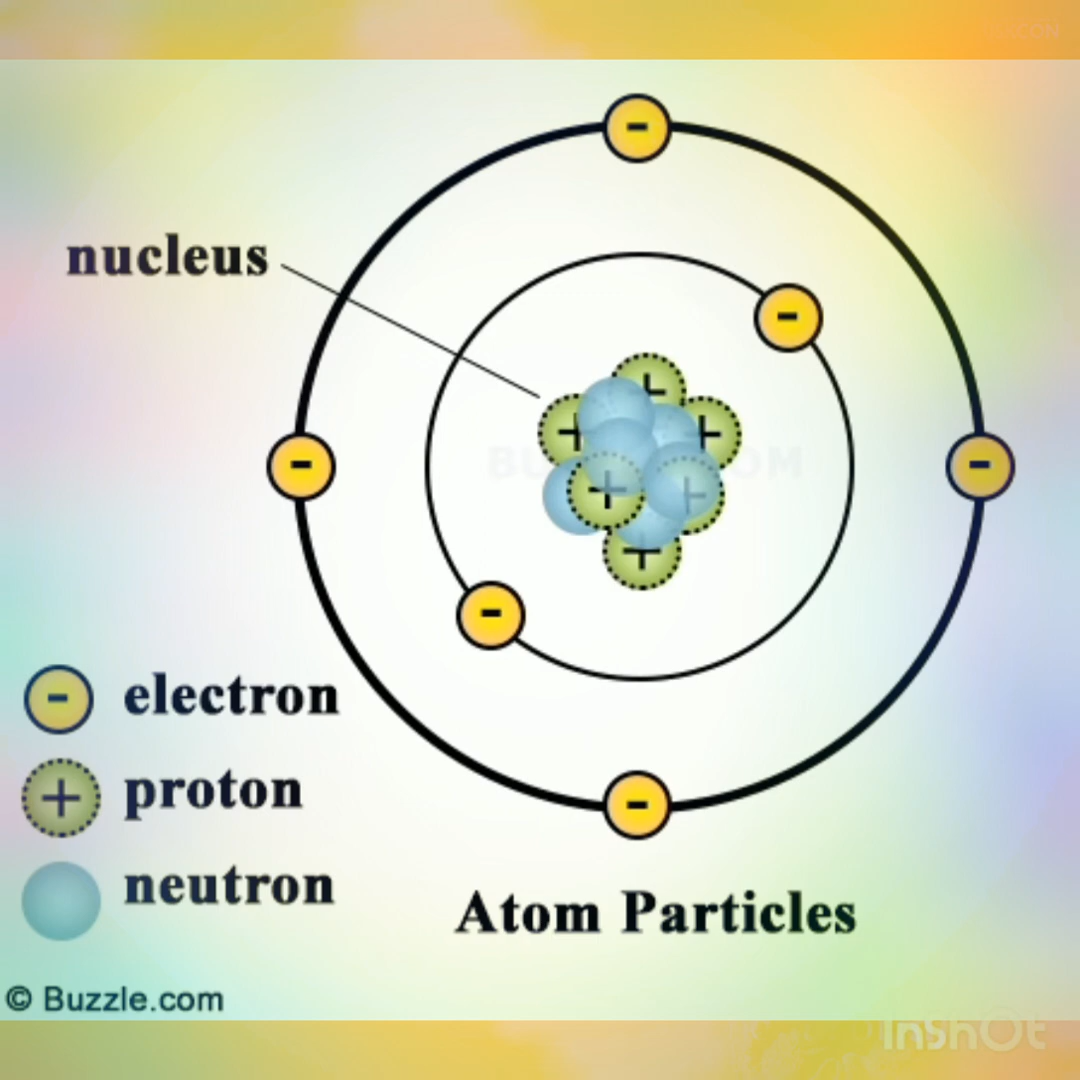 nucleus
electron
proton
neutron
Atom Particles
© Buzzle.com
InShOt